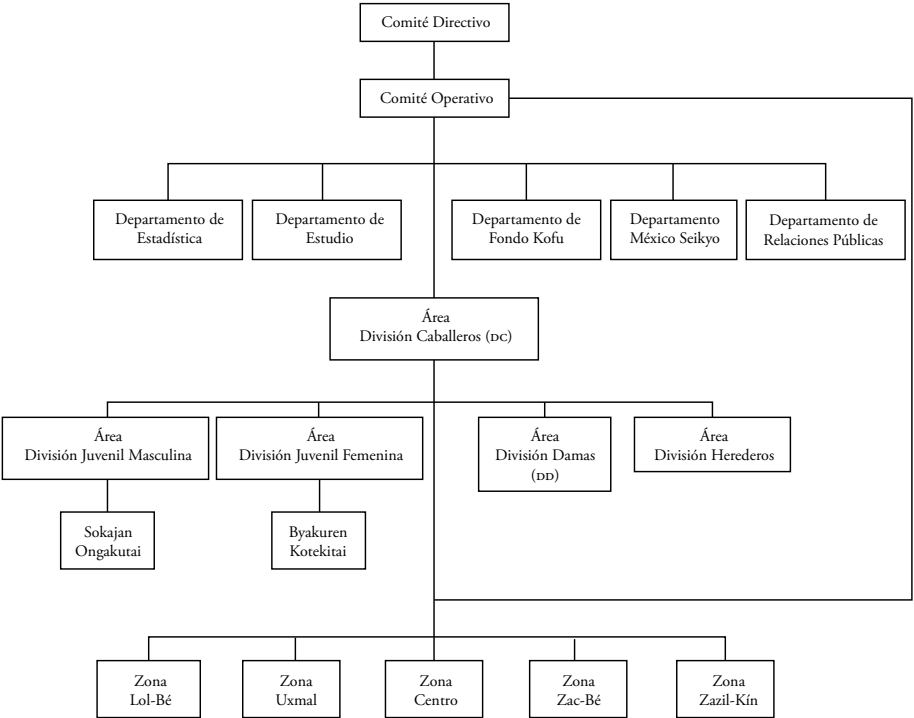 Comité Directivo
Comité Operativo
Departamento de
Estadística
Departamento de
Estudio
Departamento de
Fondo Kofu
Departamento
México Seikyo
Departamento de
Relaciones Públicas
Área
División Caballeros (DC)
Área
División Juvenil Masculina
Área
División Juvenil Femenina
Área
División Damas
(DD)
Área
División Herederos
Sokajan
Ongakutai
Byakuren
Kotekitai
Zona
Lol-Bé
Zona
Uxmal
Zona
Centro
Zona
Zac-Bé
Zona
Zazil-Kín